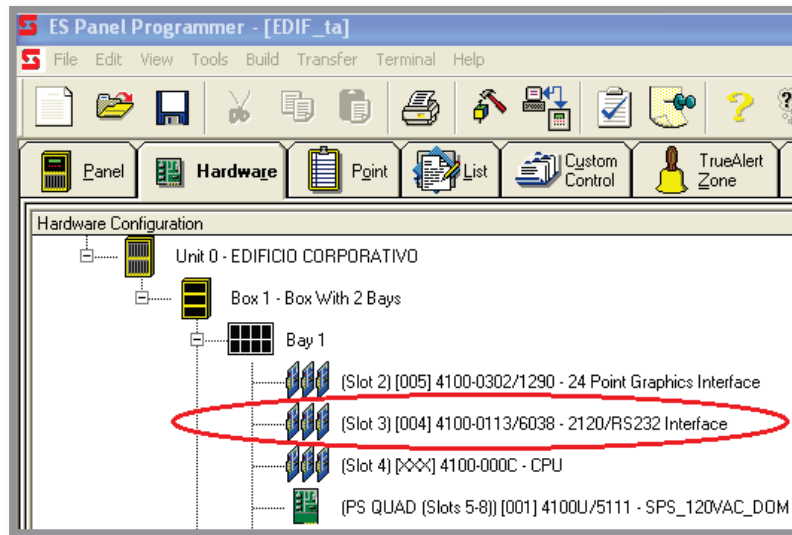 ES Panel Programmer - [EDIF_ta]
File Edit View Tools Build Transfer Terminal Help
Panel Hardware Point List Custom Control TrueAlert Zone
Hardware Configuration
Unit 0 - EDIFICIO CORPORATIVO
Box 1 - Box With 2 Bays
Bay 1
(Slot 2) [005] 4100-0302/1290 - 24 Point Graphics Interface
(Slot 3) [004] 4100-0113/6038 - 2120/RS232 Interface
(Slot 4) [XXX] 4100-000C - CPU
(PS QUAD (Slots 5-8)) [001] 4100U/5111 - SPS_120VAC_DOM